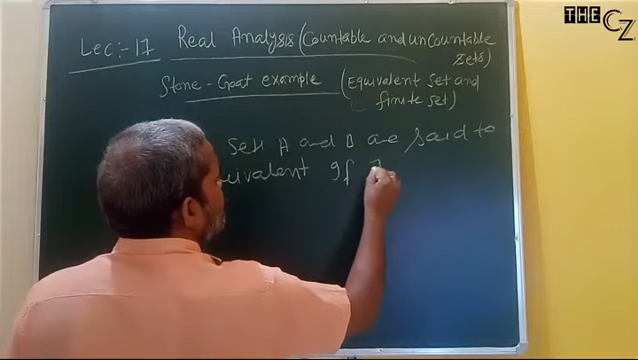 THE CZ
Lec:- 17 Real Analysis (Countable and uncountable sets)
Stone - Goat example (Equivalent set and finite set)
Sets A and B are said to
uivalent If